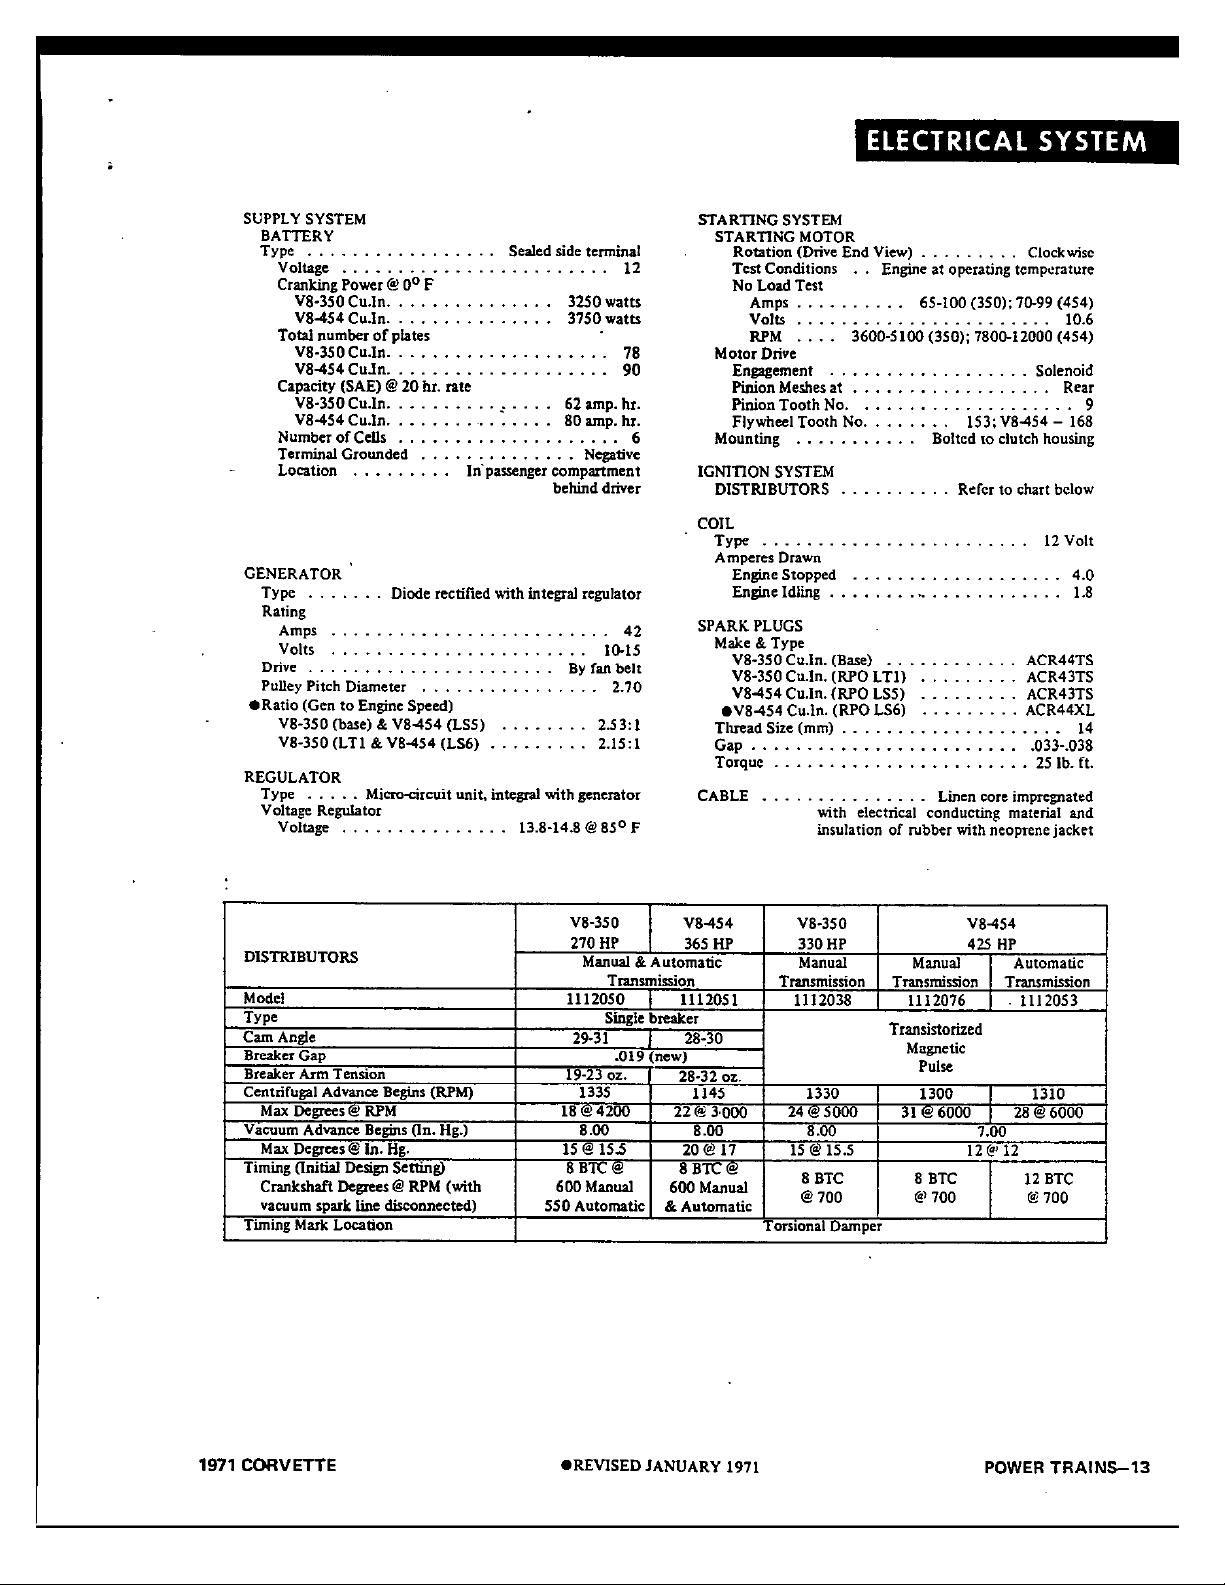 ELECTRICAL SYSTEM
SUPPLY SYSTEM
BATTERY
Type . . . . . . . . . . . . . . . . . Sealed side terminal
Voltage . . . . . . . . . . . . . . . . . . . . . . . . 12
Cranking Power @ 0° F
V8-350 Cu.In. . . . . . . . . . . . . . . . 3250 watts
V8-454 Cu.In. . . . . . . . . . . . . . . . 3750 watts
Total number of plates
V8-350 Cu.In. . . . . . . . . . . . . . . . . . . . . 78
V8-454 Cu.In. . . . . . . . . . . . . . . . . . . . . 90
Capacity (SAE) @ 20 hr. rate
V8-350 Cu.In. . . . . . . . . . . . . . . . 62 amp. hr.
V8-454 Cu.In. . . . . . . . . . . . . . . . 80 amp. hr.
Number of Cells . . . . . . . . . . . . . . . . . . . . 6
Terminal Grounded . . . . . . . . . . . . . . Negative
Location . . . . . . . . . In passenger compartment
behind driver
GENERATOR
Type . . . . . . . Diode rectified with integral regulator
Rating
Amps . . . . . . . . . . . . . . . . . . . . . . . . . 42
Volts . . . . . . . . . . . . . . . . . . . . . . . 10-15
Drive . . . . . . . . . . . . . . . . . . . . . . By fan belt
Pulley Pitch Diameter . . . . . . . . . . . . . . . . 2.70
●Ratio (Gen to Engine Speed)
V8-350 (base) & V8-454 (LS5) . . . . . . . . 2.53:1
V8-350 (LT1 & V8-454 (LS6) . . . . . . . . . 2.15:1
REGULATOR
Type . . . . . Micro-circuit unit, integral with generator
Voltage Regulator
Voltage . . . . . . . . . . . . . . . 13.8-14.8 @ 85° F
STARTING SYSTEM
STARTING MOTOR
Rotation (Drive End View) . . . . . . . . . Clockwise
Test Conditions . . Engine at operating temperature
No Load Test
Amps . . . . . . . . . . 65-100 (350); 70-99 (454)
Volts . . . . . . . . . . . . . . . . . . . . . . . 10.6
RPM . . . . 3600-5100 (350); 7800-12000 (454)
Motor Drive
Engagement . . . . . . . . . . . . . . . . . . Solenoid
Pinion Meshes at . . . . . . . . . . . . . . . . . . Rear
Pinion Tooth No. . . . . . . . . . . . . . . . . . . . 9
Flywheel Tooth No. . . . . . . . 153; V8-454 – 168
Mounting . . . . . . . . . . . Bolted to clutch housing
IGNITION SYSTEM
DISTRIBUTORS . . . . . . . . . . Refer to chart below
COIL
Type . . . . . . . . . . . . . . . . . . . . . . . . 12 Volt
Amperes Drawn
Engine Stopped . . . . . . . . . . . . . . . . . . . 4.0
Engine Idling . . . . . . . . . . . . . . . . . . . . . 1.8
SPARK PLUGS
Make & Type
V8-350 Cu.In. (Base) . . . . . . . . . . . . ACR44TS
V8-350 Cu.In. (RPO LT1) . . . . . . . . . ACR43TS
V8-454 Cu.In. (RPO LS5) . . . . . . . . . ACR43TS
●V8-454 Cu.In. (RPO LS6) . . . . . . . . . ACR44XL
Thread Size (mm) . . . . . . . . . . . . . . . . . . . . 14
Gap . . . . . . . . . . . . . . . . . . . . . . . . .033-.038
Torque . . . . . . . . . . . . . . . . . . . . . . . 25 lb. ft.
CABLE . . . . . . . . . . . . . . . Linen core impregnated
with electrical conducting material and
insulation of rubber with neoprene jacket
DISTRIBUTORS
V8-350 V8-454 V8-350 V8-454
270 HP 365 HP 330 HP 425 HP
Manual & Automatic Manual Manual Automatic
Transmission Transmission Transmission Transmission
Model 1112050 1112051 1112038 1112076 1112053
Type Single breaker
Cam Angle 29-31 28-30
Breaker Gap .019 (new)
Breaker Arm Tension 19-23 oz. 28-32 oz.
Transistorized
Magnetic
Pulse
Centrifugal Advance Begins (RPM) 1335 1145 1330 1300 1310
Max Degrees @ RPM 18 @ 4200 22 @ 3000 24 @ 5000 31 @ 6000 28 @ 6000
Vacuum Advance Begins (In. Hg.) 8.00 8.00 8.00 7.00
Max Degrees @ In. Hg. 15 @ 15.5 20 @ 17 15 @ 15.5 12 @ 12
Timing (Initial Design Setting) 8 BTC @ 8 BTC @
Crankshaft Degrees @ RPM (with 600 Manual 600 Manual 8 BTC 8 BTC 12 BTC
vacuum spark line disconnected) 550 Automatic & Automatic @ 700 @ 700 @ 700
Timing Mark Location Torsional Damper
1971 CORVETTE ●REVISED JANUARY 1971 POWER TRAINS–13